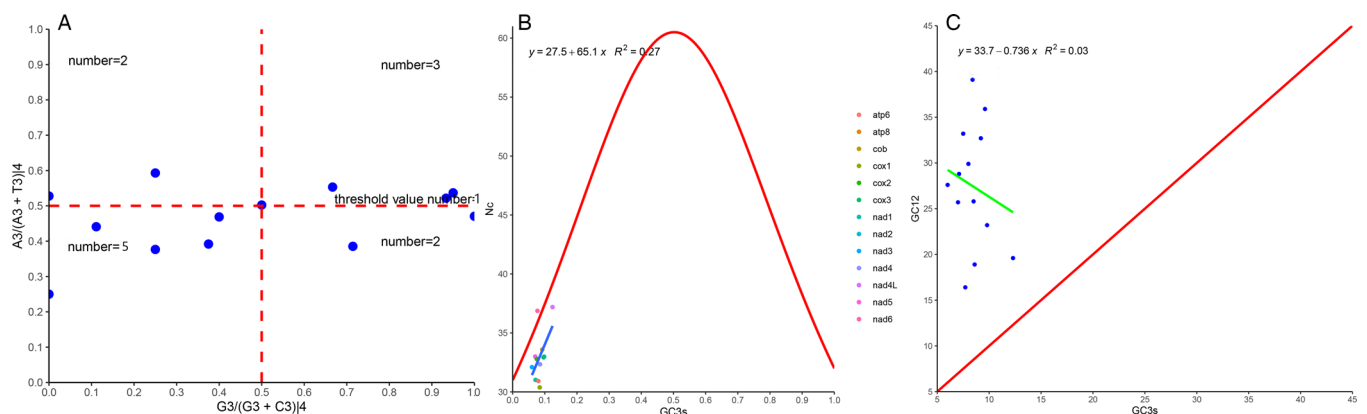 A
1.0
0.9
0.8
0.7
0.6
0.5
0.4
0.3
0.2
0.1
0.0
A3/(A3 + T3)|4
number=2
number=3
threshold value number=1
number=5
number=2
0.0
0.1
0.2
0.3
0.4
0.5
0.6
0.7
0.8
0.9
1.0
G3/(G3 + C3)|4
B
60
55
50
45
40
35
30
Nc
y = 27.5 + 65.1 x R² = 0.27
0.0
0.1
0.2
0.3
0.4
0.5
0.6
0.7
0.8
0.9
1.0
GC3s
atp6
atp8
cob
cox1
cox2
cox3
nad1
nad2
nad3
nad4
nad4L
nad5
nad6
C
45
40
35
30
25
20
15
10
5
GC12
y = 33.7 − 0.736 x R² = 0.03
5
10
15
20
25
30
35
40
45
GC3s